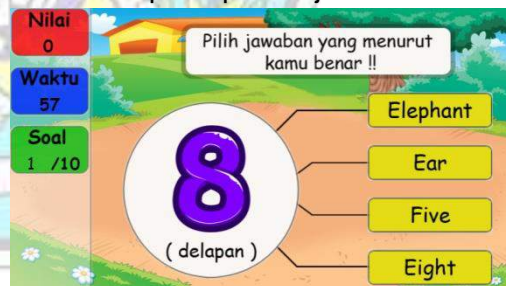 Nilai
0
Waktu
57
Soal
1 /10
Pilih jawaban yang menurut
kamu benar !!
8
( delapan )
Elephant
Ear
Five
Eight